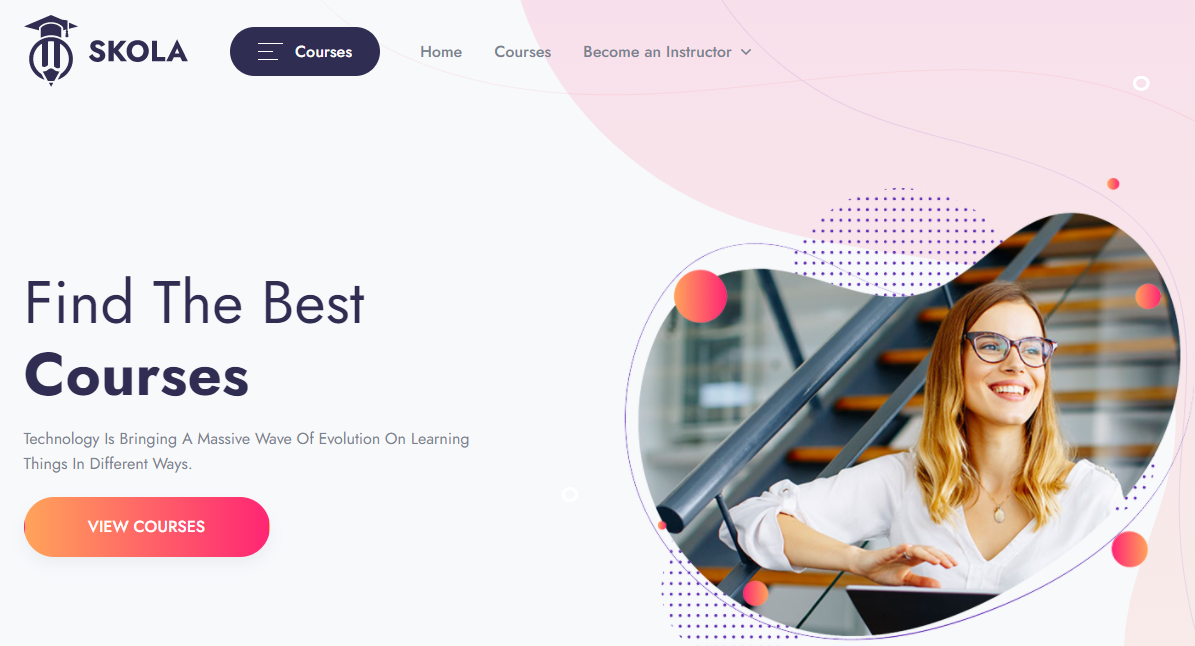 SKOLA
Courses
Home
Courses
Become an Instructor
Find The Best
Courses
Technology Is Bringing A Massive Wave Of Evolution On Learning
Things In Different Ways.
VIEW COURSES